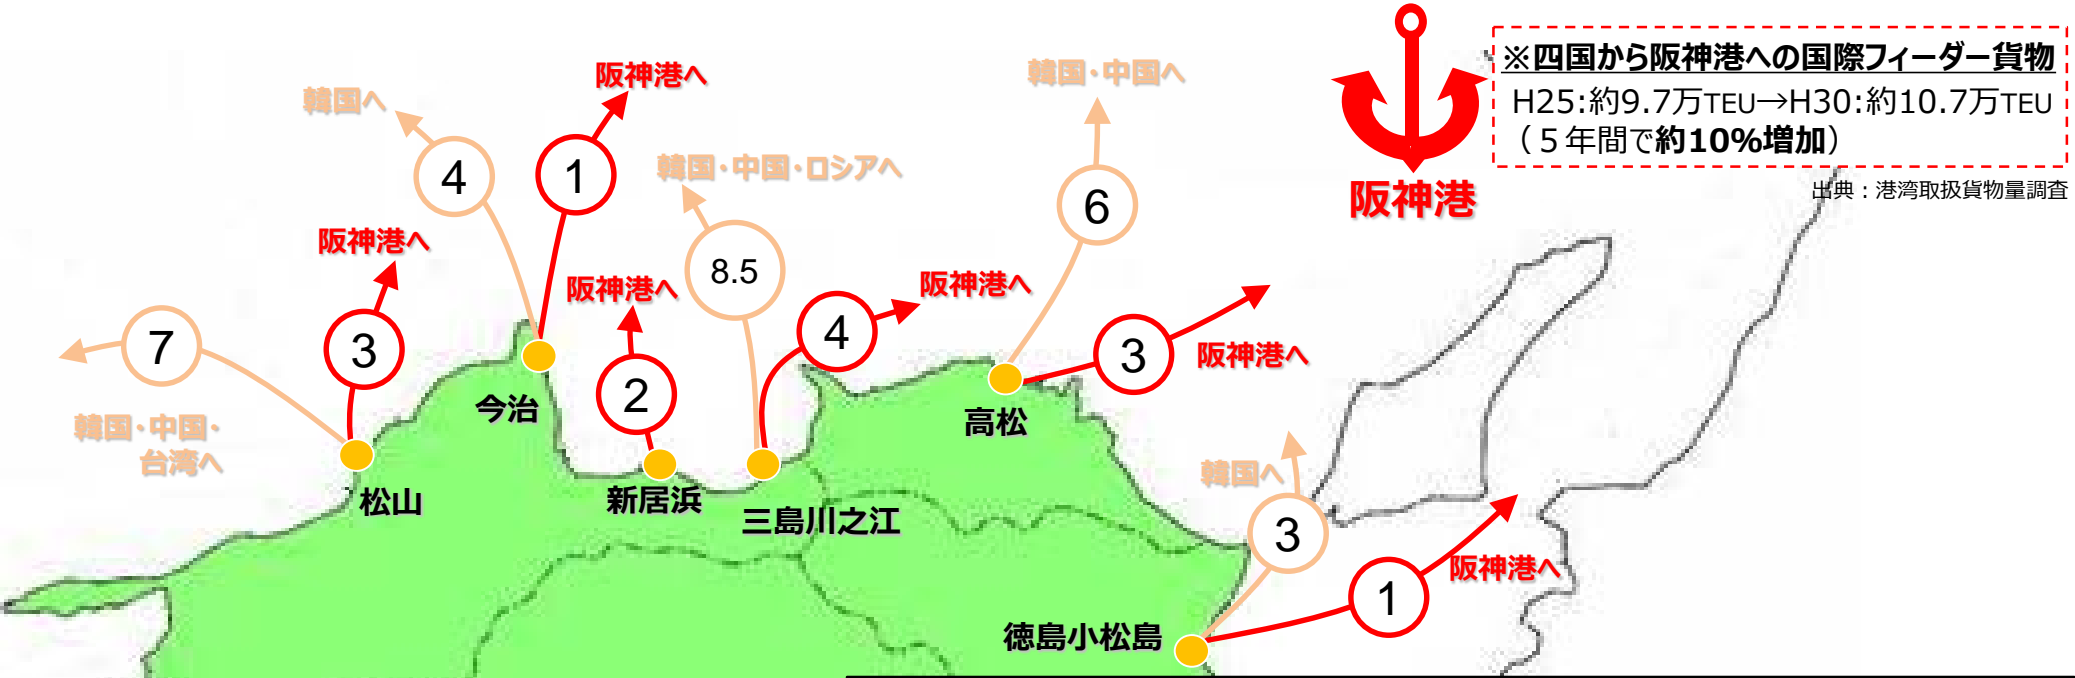 ※四国から阪神港への国際フィーダー貨物
H25:約9.7万TEU→H30:約10.7万TEU
（５年間で約10%増加）
出典：港湾取扱貨物量調査
阪神港
韓国へ
4
阪神港へ
1
韓国・中国・ロシアへ
8.5
韓国・中国へ
6
阪神港へ
3
7
韓国・中国・
台湾へ
阪神港へ
2
阪神港へ
4
3
阪神港へ
今治
高松
松山
新居浜
三島川之江
韓国へ
3
阪神港へ
1
徳島小松島